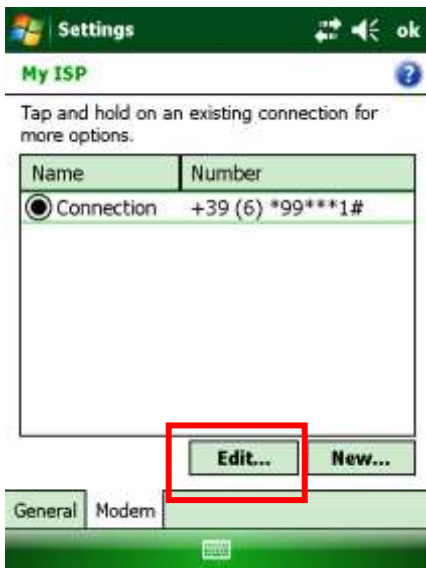 Settings
ok
My ISP
?
Tap and hold on an existing connection for
more options.
Name Number
Connection +39 (6) *99***1#
Edit... New...
General Modem